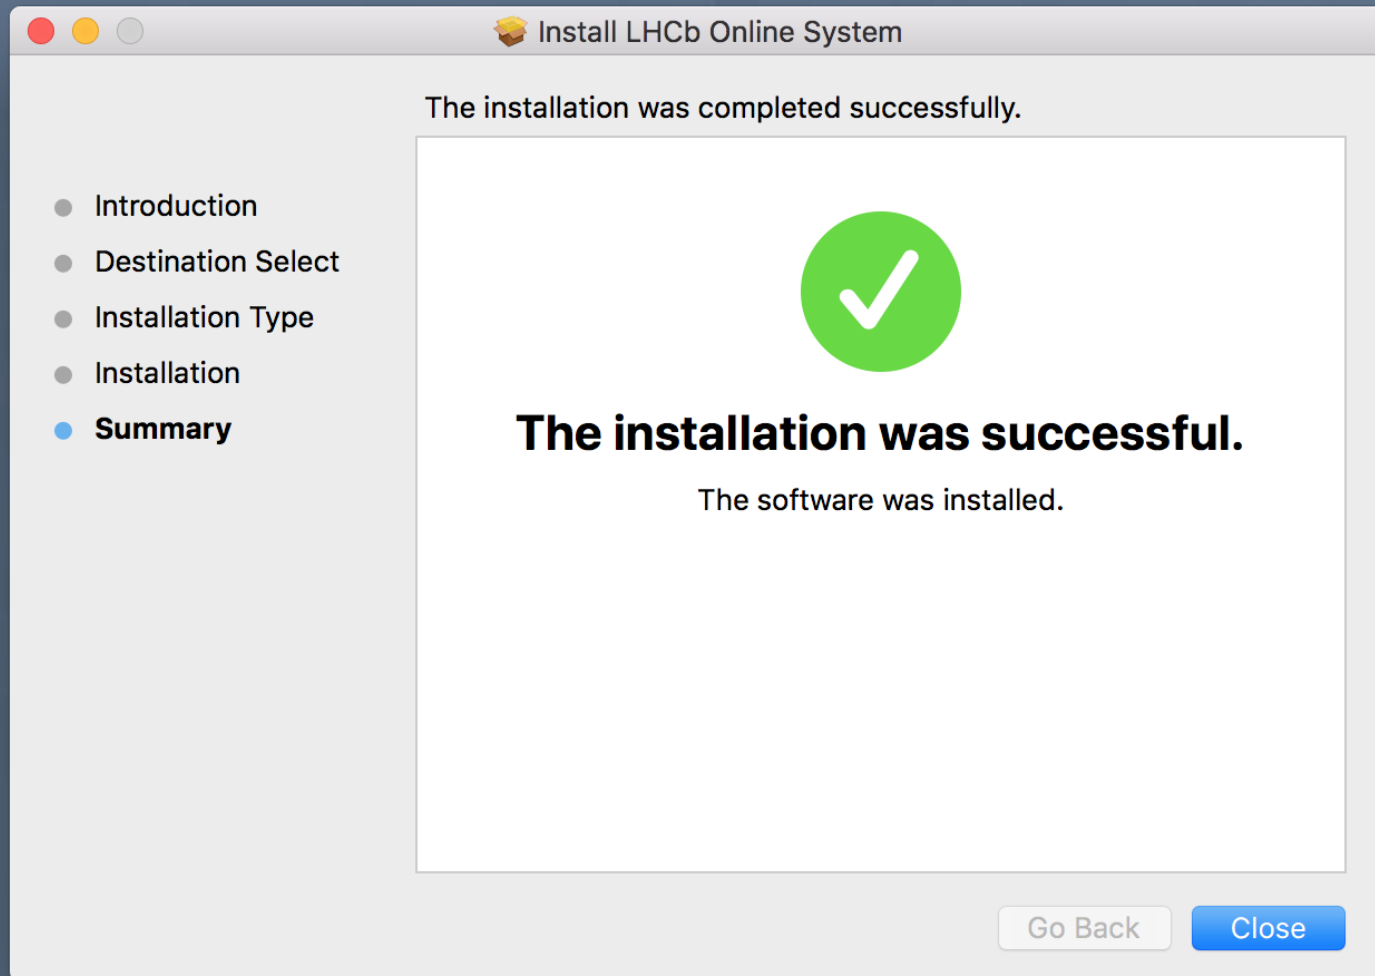 Install LHCb Online System
The installation was completed successfully.
Introduction
Destination Select
Installation Type
Installation
Summary
The installation was successful.
The software was installed.
Go Back
Close